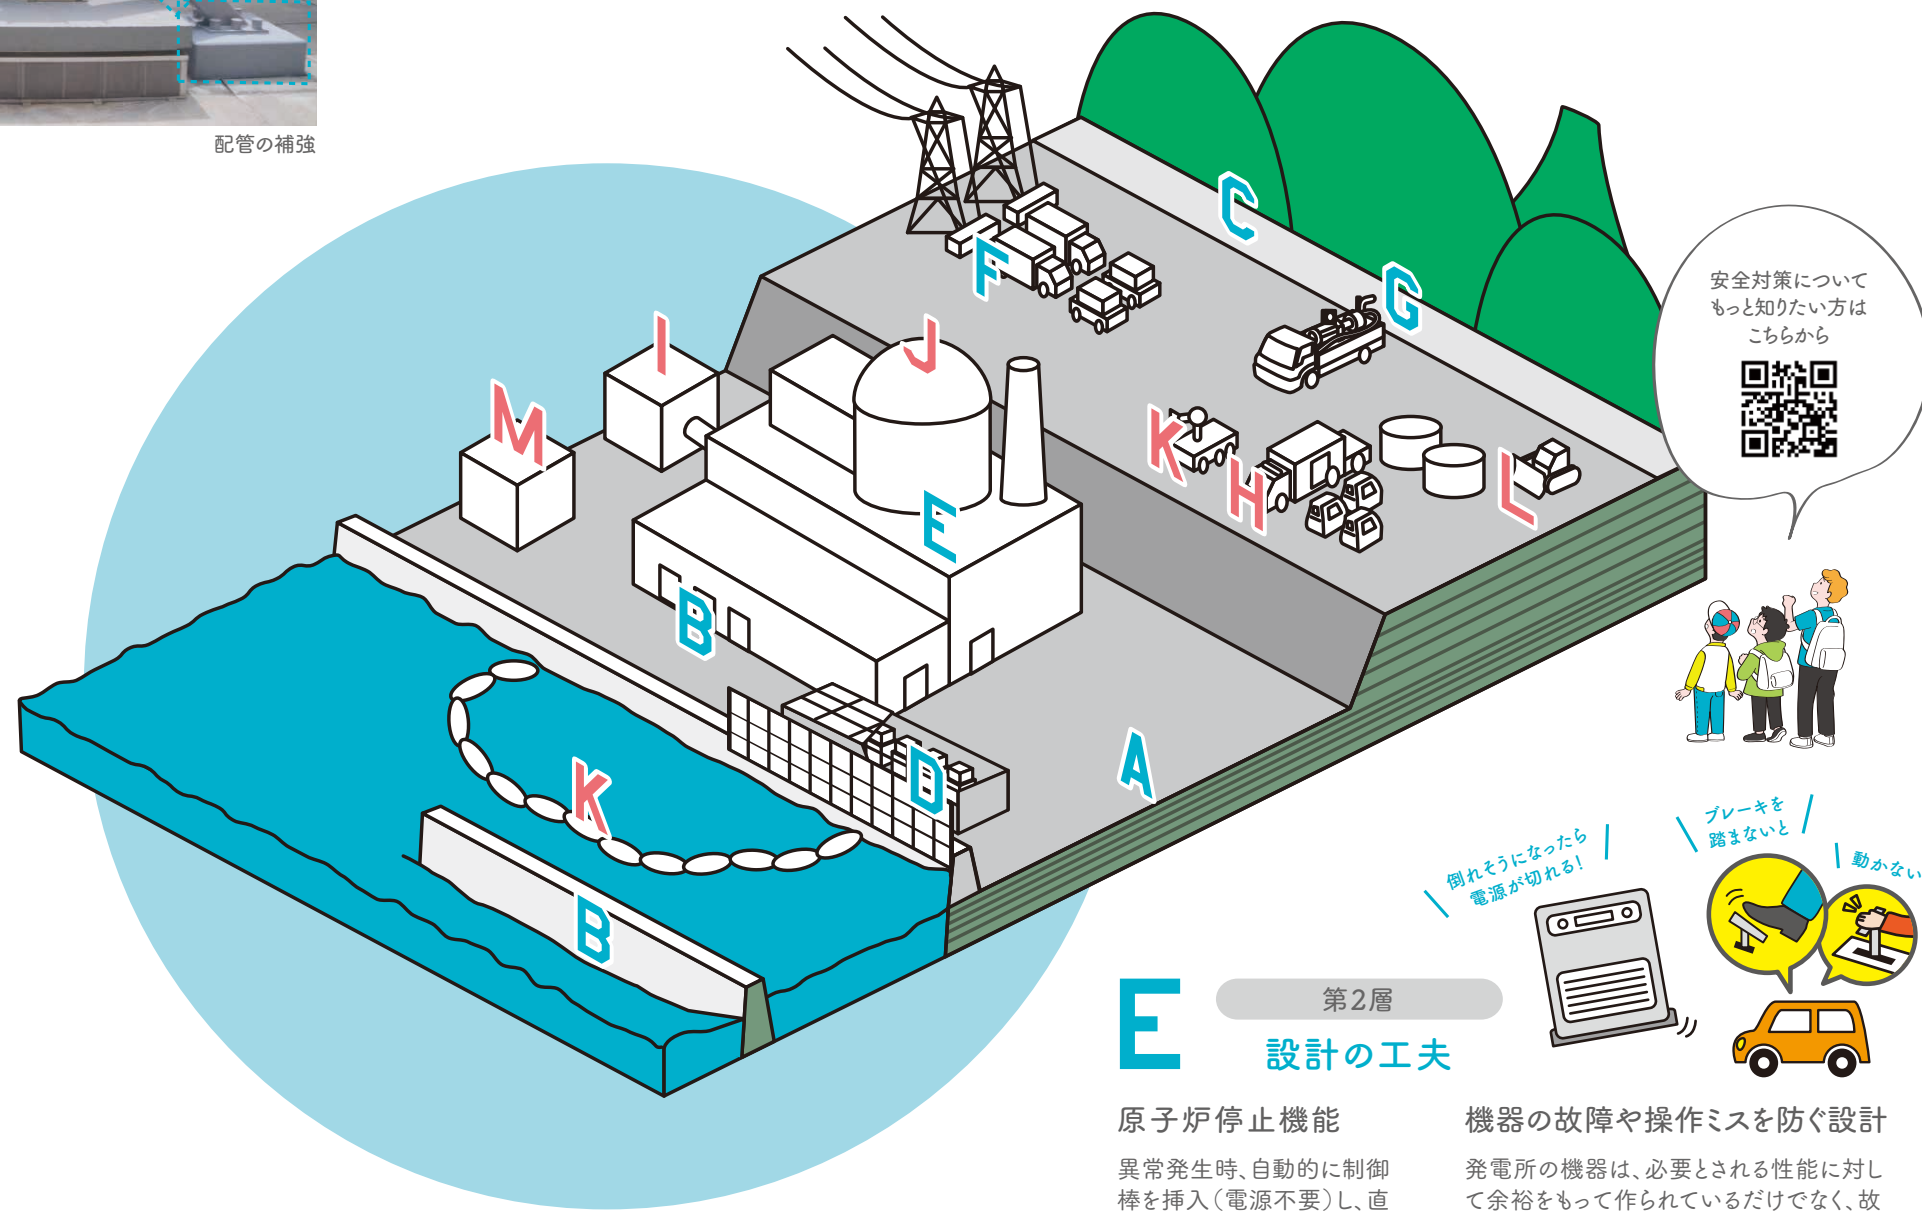 配管の補強
C
F
G
I
J
M
K
H
L
E
B
A
D
K
B
安全対策について
もっと知りたい方は
こちらから
倒れそうになったら
電源が切れる!
ブレーキを
踏まないと
動かない
E
第2層
設計の工夫
原子炉停止機能
異常発生時、自動的に制御
棒を挿入(電源不要)し、直
機器の故障や操作ミスを防ぐ設計
発電所の機器は、必要とされる性能に対し
て余裕をもって作られているだけでなく、故